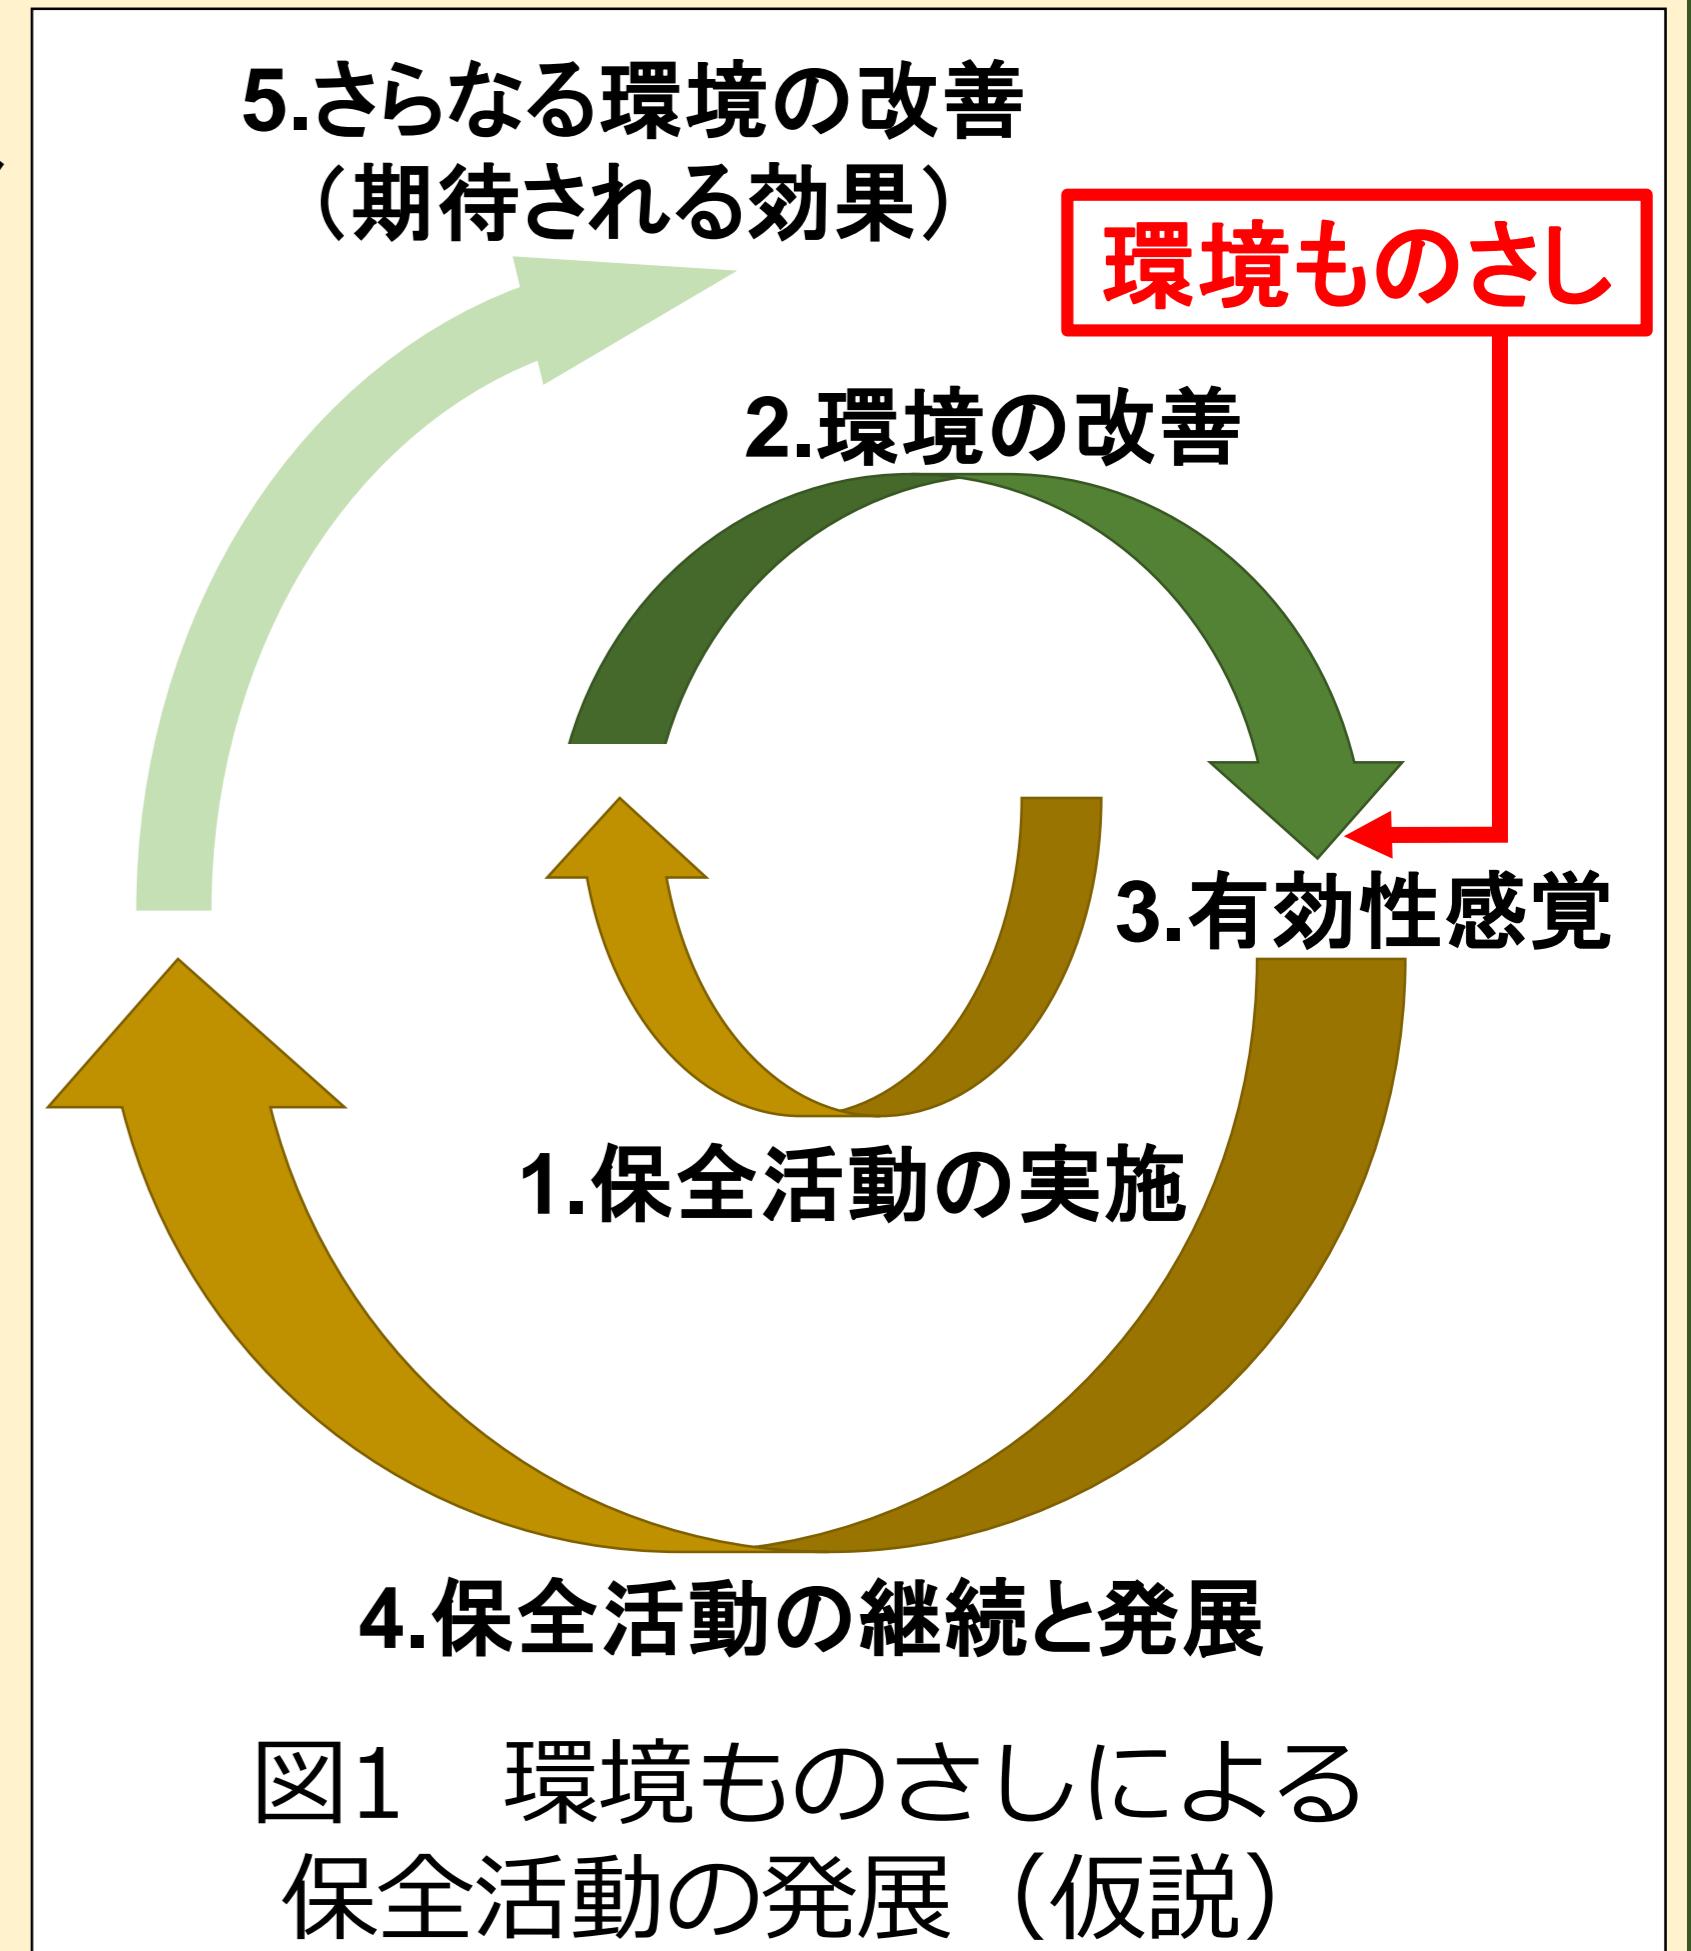 5.さらなる環境の改善
（期待される効果）
環境ものさし
2.環境の改善
3.有効性感覚
1.保全活動の実施
4.保全活動の継続と発展
図1　環境ものさしによる
保全活動の発展（仮説）